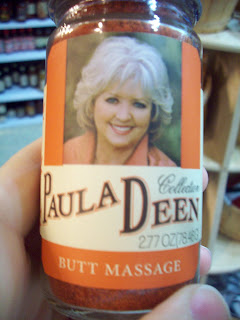 Collection
PAULA DEEN
2.77 OZ (78.4G)
BUTT MASSAGE